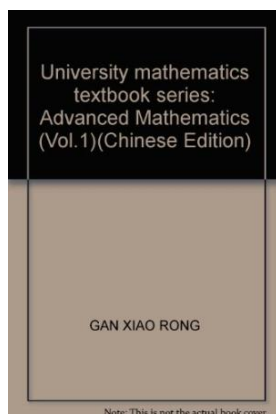 University mathematics
textbook series:
Advanced Mathematics
(Vol.1)(Chinese Edition)
GAN XIAO RONG
Note: This is not the actual book cover